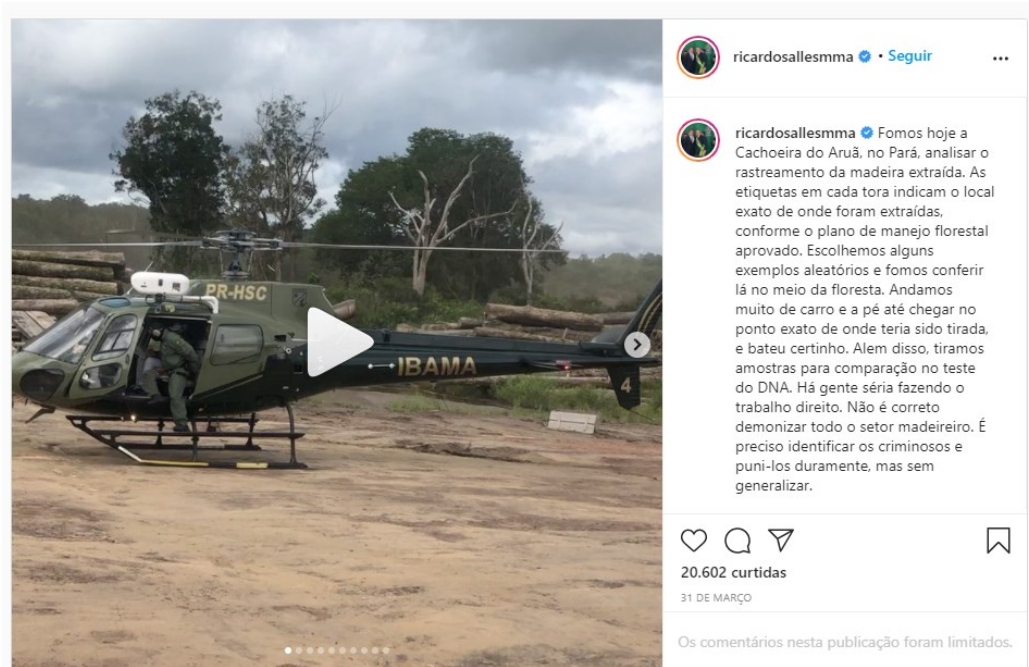 PR-HSC
IBAMA
4
ricardosallesmma • Seguir
ricardosallesmma Fomos hoje a
Cachoeira do Aruã, no Pará, analisar o
rastreamento da madeira extraída. As
etiquetas em cada tora indicam o local
exato de onde foram extraídas,
conforme o plano de manejo florestal
aprovado. Escolhemos alguns
exemplos aleatórios e fomos conferir
lá no meio da floresta. Andamos
muito de carro e a pé até chegar no
ponto exato de onde teria sido tirada,
e bateu certinho. Alem disso, tiramos
amostras para comparação no teste
do DNA. Há gente séria fazendo o
trabalho direito. Não é correto
demonizar todo o setor madeireiro. É
preciso identificar os criminosos e
puni-los duramente, mas sem
generalizar.
20.602 curtidas
31 DE MARÇO
Os comentários nesta publicação foram limitados.